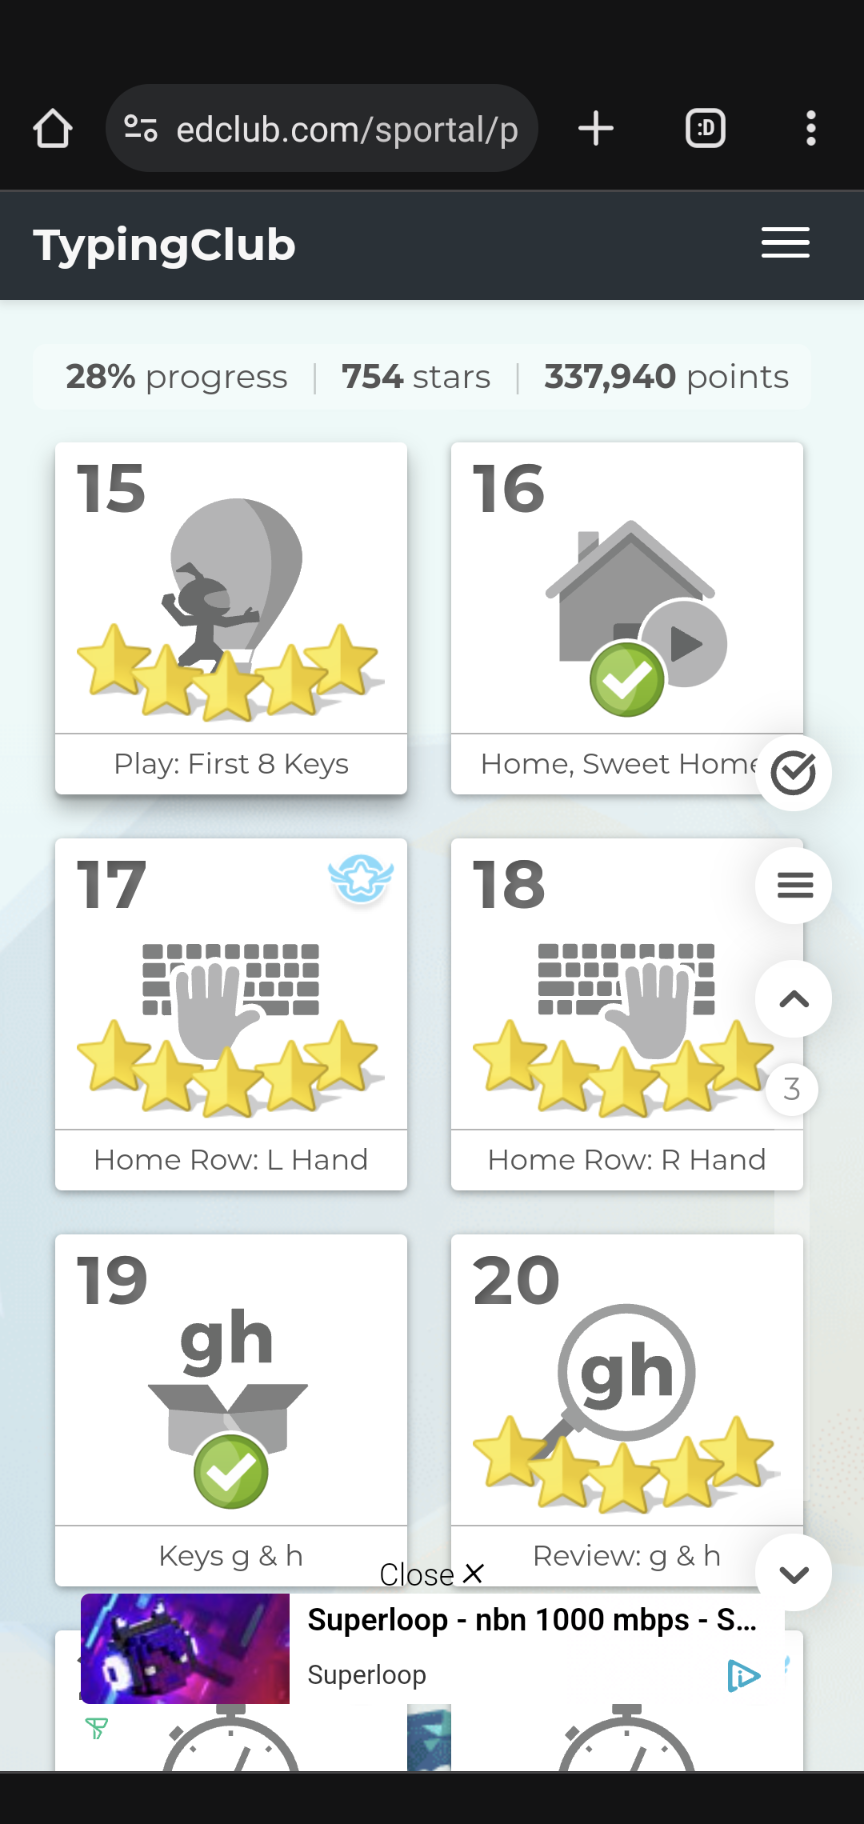 edclub.com/sportal/p
:D
TypingClub
28% progress | 754 stars | 337,940 points
15
16
Play: First 8 Keys
Home, Sweet Home
17
18
3
Home Row: L Hand
Home Row: R Hand
19
20
gh
gh
Keys g & h
Review: g & h
Close
Superloop - nbn 1000 mbps - S...
Superloop